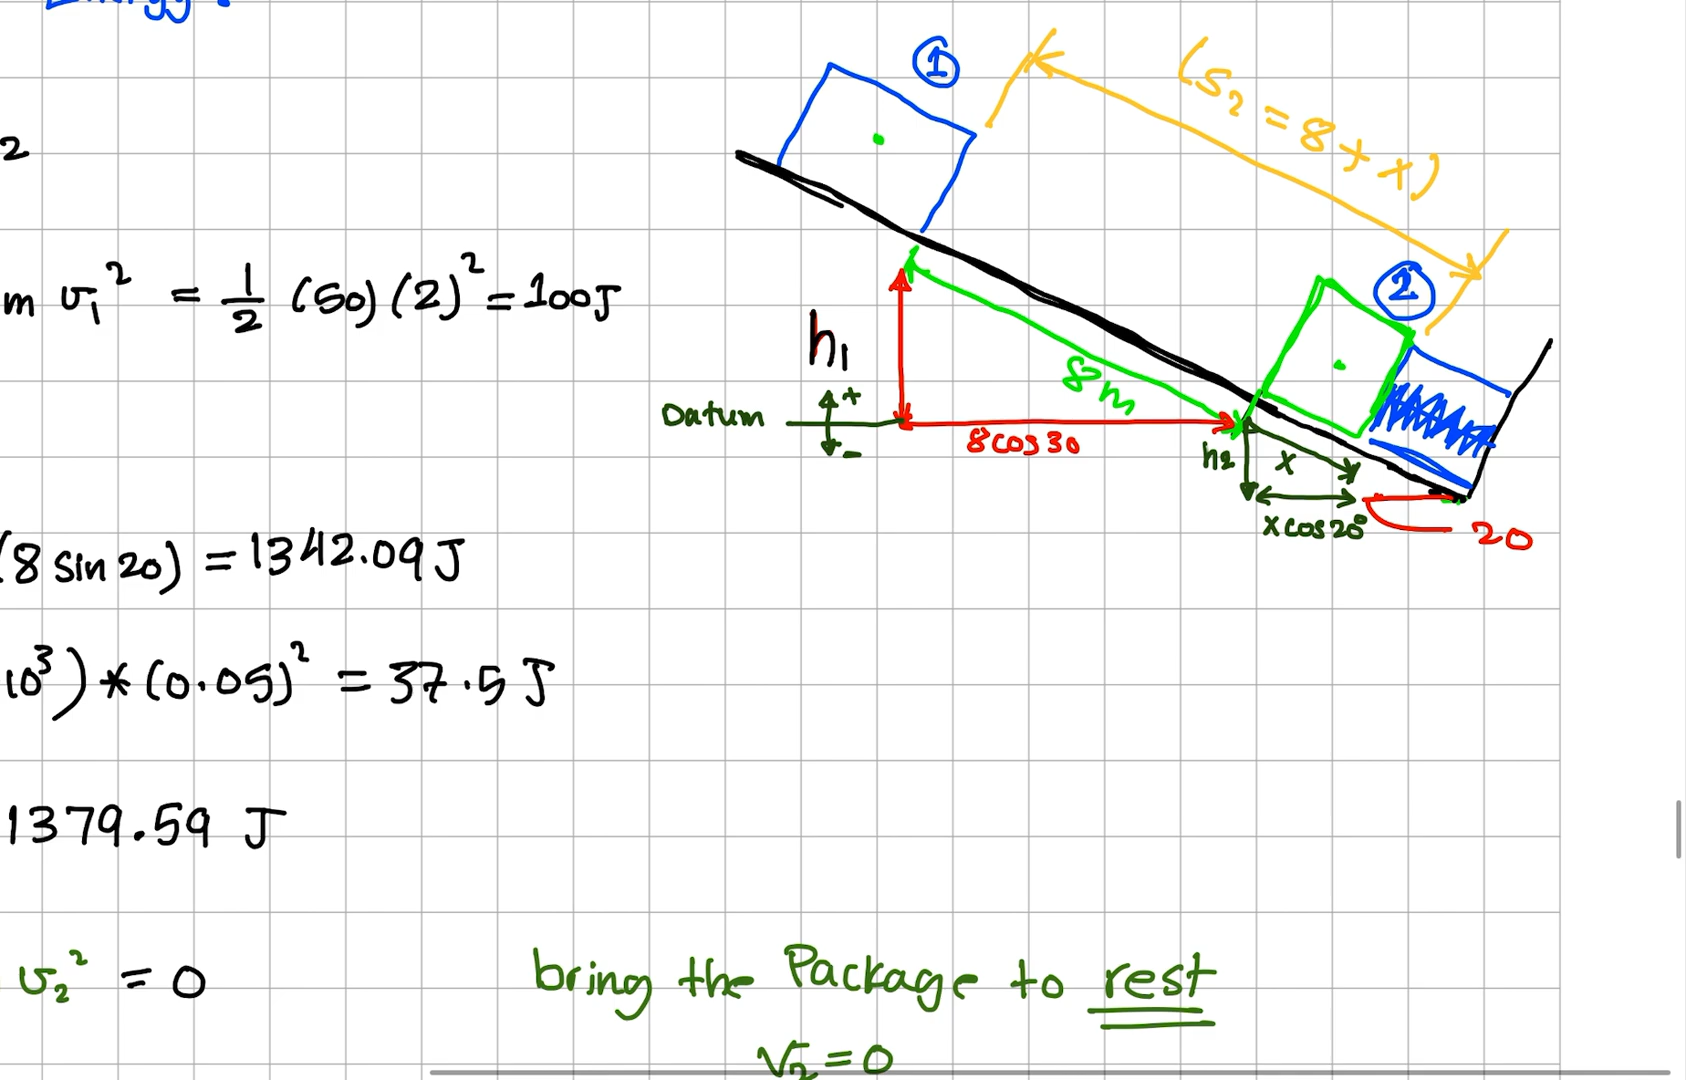 Energy:
①
(S₂ = 8 + x)
2
②
m v₁² = 1/2 (50) (2)² = 100J
h₁
8m
Datum
+
-
8cos30
h₂
x
xcos20°
20
(8 sin 20) = 1342.09 J
10³) * (0.05)² = 37.5 J
1379.59 J
v₂² = 0
bring the Package to rest
V₂ = 0